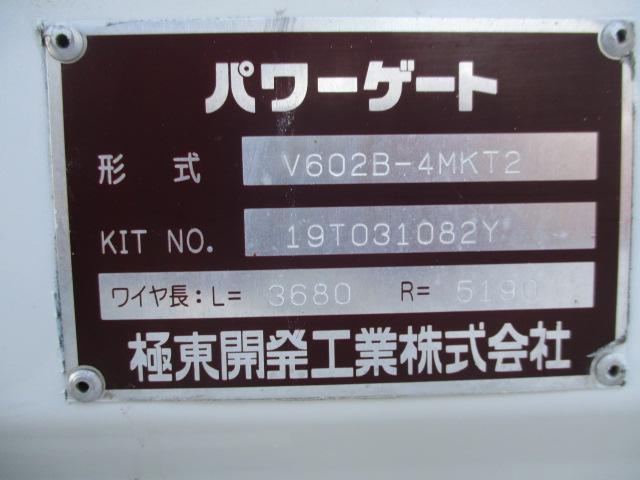 パワーゲート
形式 V602B-4MKT2
KIT NO. 19T031082Y
ワイヤ長:L= 3680 R= 5190
極東開発工業株式会社